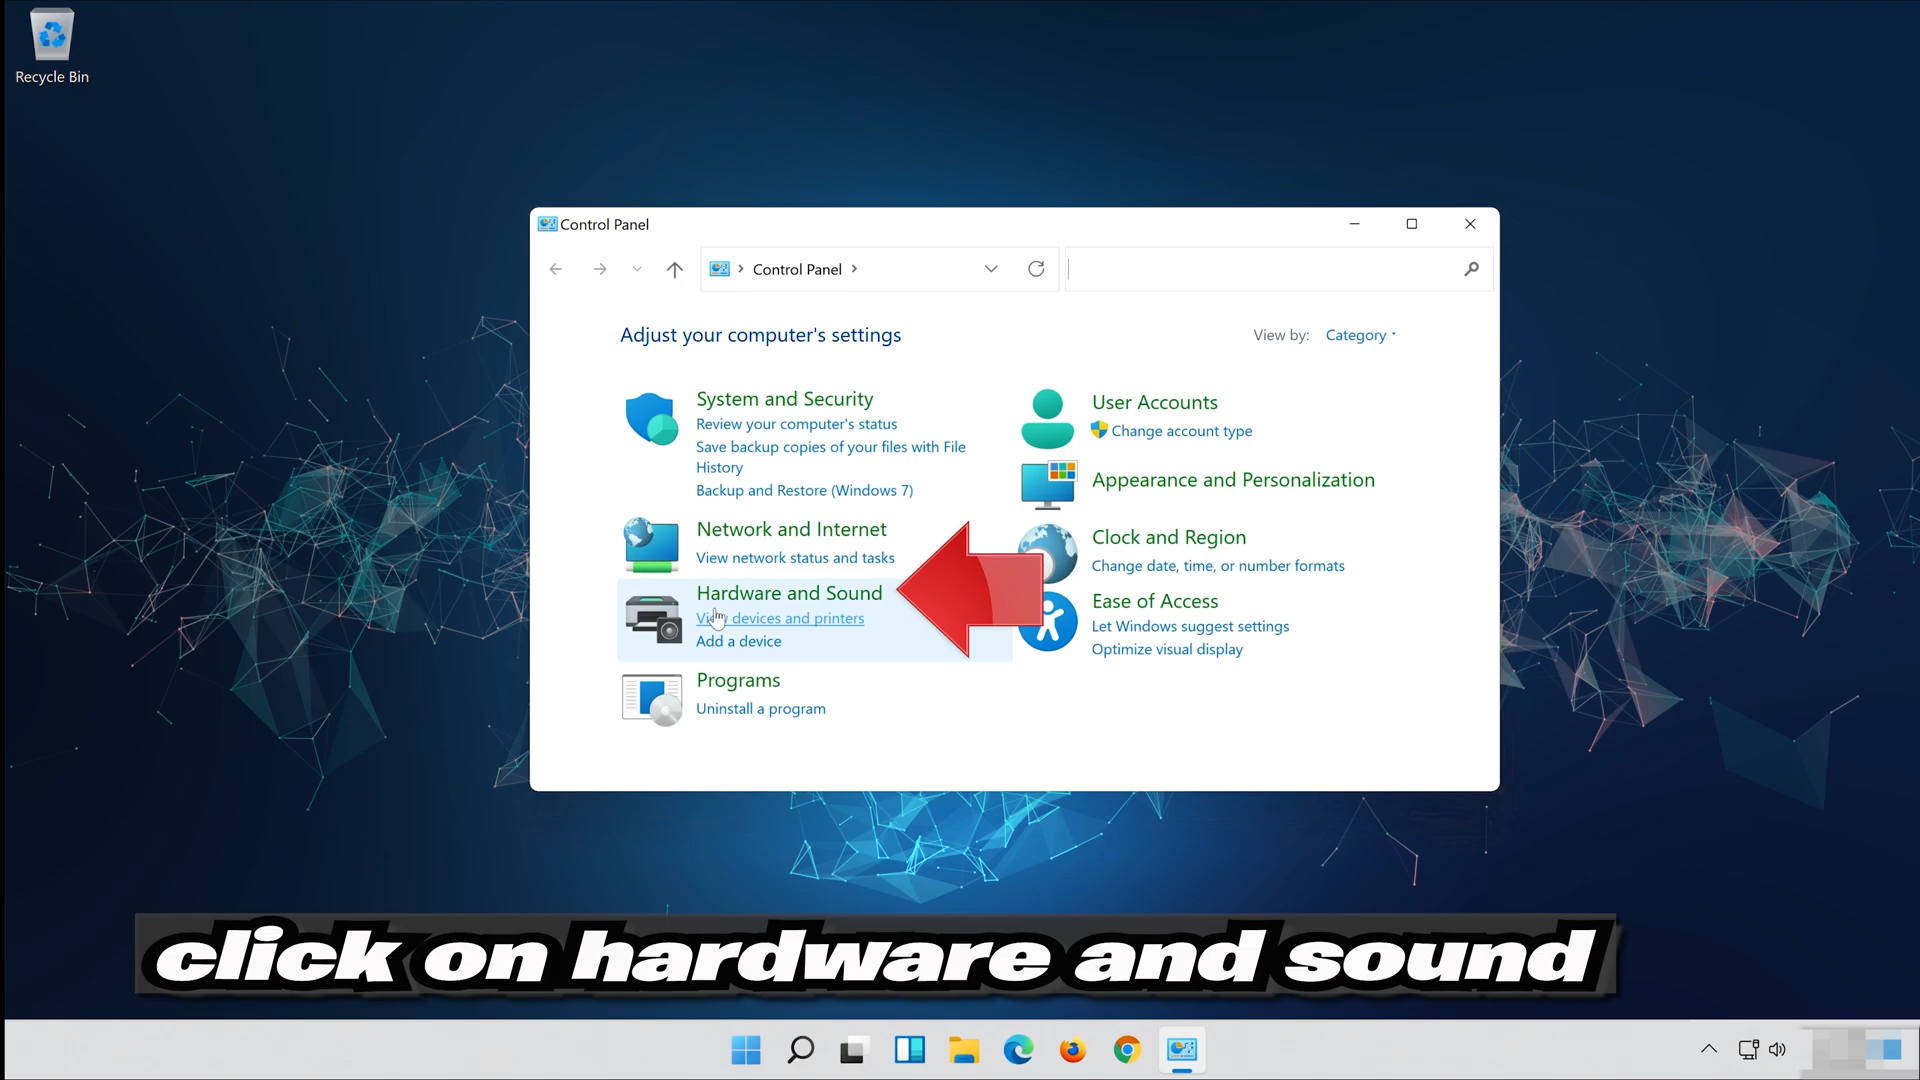 Recycle Bin
Control Panel
Control Panel
Adjust your computer's settings
View by: Category
System and Security
Review your computer's status
Save backup copies of your files with File
History
Backup and Restore (Windows 7)
Network and Internet
View network status and tasks
Hardware and Sound
View devices and printers
Add a device
Programs
Uninstall a program
User Accounts
Change account type
Appearance and Personalization
Clock and Region
Change date, time, or number formats
Ease of Access
Let Windows suggest settings
Optimize visual display
click on hardware and sound